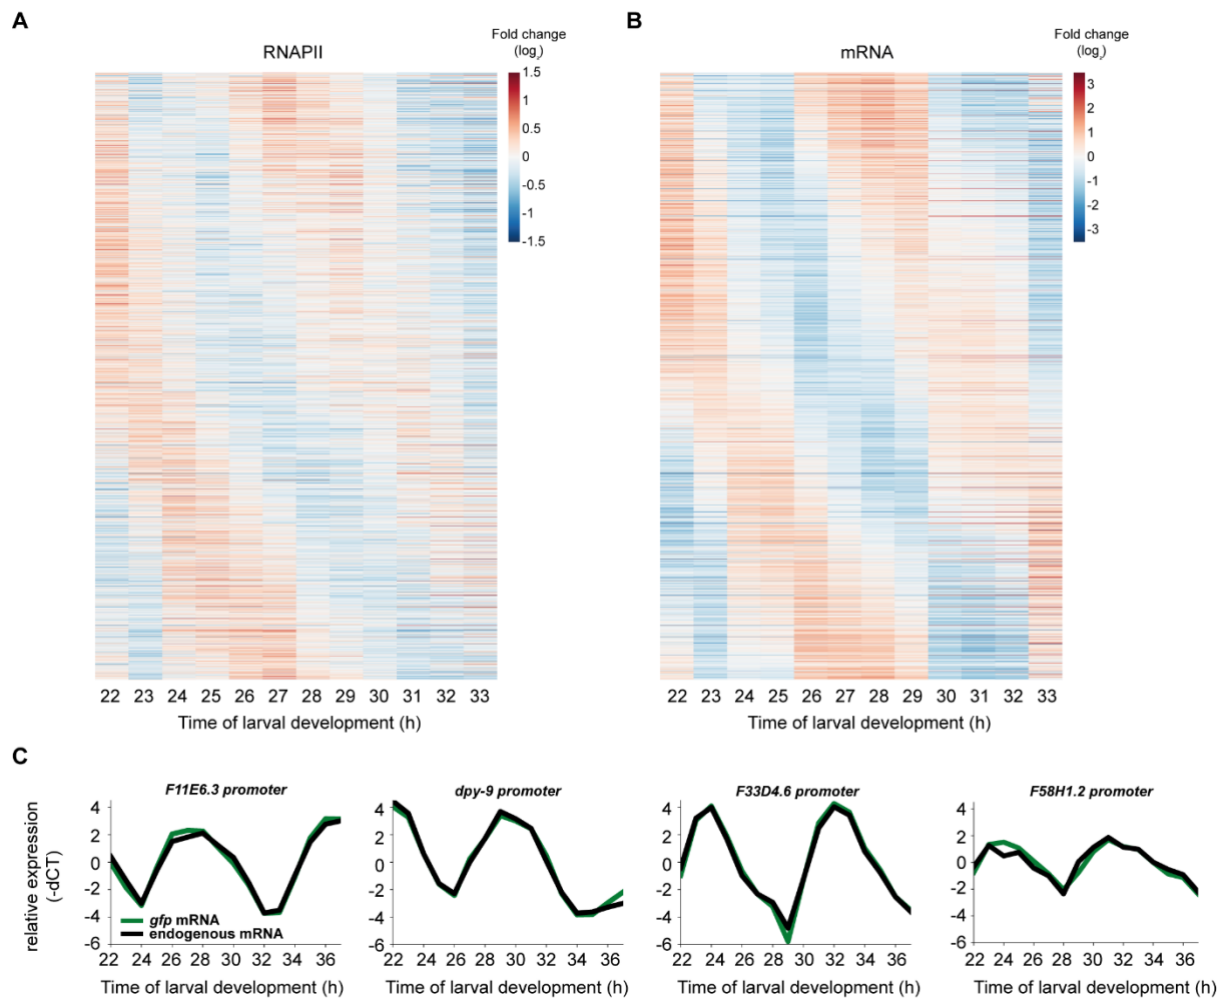 A
RNAPII
Fold change
(log2)
1.5
1
0.5
0
-0.5
-1
-1.5
22 23 24 25 26 27 28 29 30 31 32 33
Time of larval development (h)
B
mRNA
Fold change
(log2)
3
2
1
0
-1
-2
-3
22 23 24 25 26 27 28 29 30 31 32 33
Time of larval development (h)
C
relative expression
(-dCT)
F11E6.3 promoter
4
2
0
-2
-4
-6
gfp mRNA
endogenous mRNA
22 24 26 28 30 32 34 36
Time of larval development (h)
dpy-9 promoter
4
2
0
-2
-4
-6
22 24 26 28 30 32 34 36
Time of larval development (h)
F33D4.6 promoter
4
2
0
-2
-4
-6
22 24 26 28 30 32 34 36
Time of larval development (h)
F58H1.2 promoter
4
2
0
-2
-4
-6
22 24 26 28 30 32 34 36
Time of larval development (h)